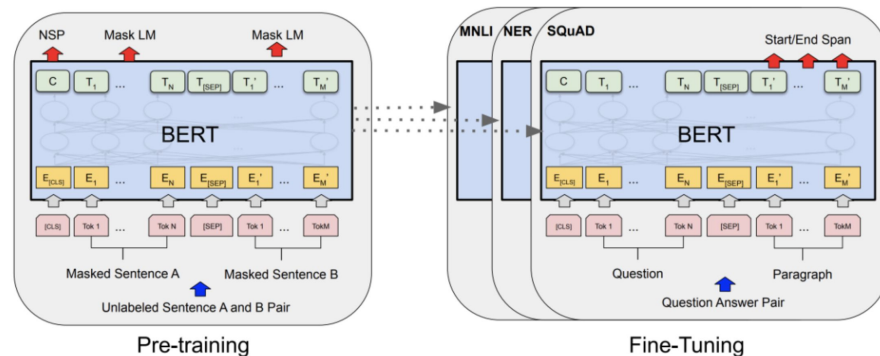 NSP Mask LM Mask LM
C T1 ... TN T[SEP] T1' ... TM'
BERT
E[CLS] E1 ... EN E[SEP] E1' ... EM'
[CLS] Tok 1 ... Tok N [SEP] Tok 1 ... TokM
Masked Sentence A Masked Sentence B
Unlabeled Sentence A and B Pair
Pre-training
MNLI NER SQuAD
Start/End Span
C T1 ... TN T[SEP] T1' ... TM'
BERT
E[CLS] E1 ... EN E[SEP] E1' ... EM'
[CLS] Tok 1 ... Tok N [SEP] Tok 1 ... TokM
Question Paragraph
Question Answer Pair
Fine-Tuning